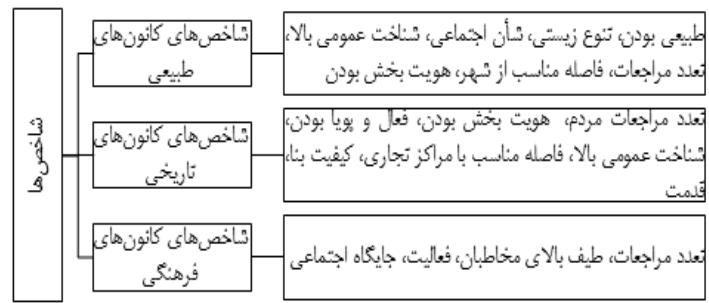 شاخص‌ها
شاخص‌های کانون‌های
طبیعی
طبیعی بودن، تنوع زیستی، شأن اجتماعی، شناخت عمومی بالا،
تعدد مراجعات، فاصله مناسب از شهر، هویت بخش بودن
شاخص‌های کانون‌های
تاریخی
تعدد مراجعات مردم، هویت بخش بودن، فعال و پویا بودن،
شناخت عمومی بالا، فاصله مناسب با مراکز تجاری، کیفیت بنا،
قدمت
شاخص‌های کانون‌های
فرهنگی
تعدد مراجعات، طیف بالای مخاطبان، فعالیت، جایگاه اجتماعی